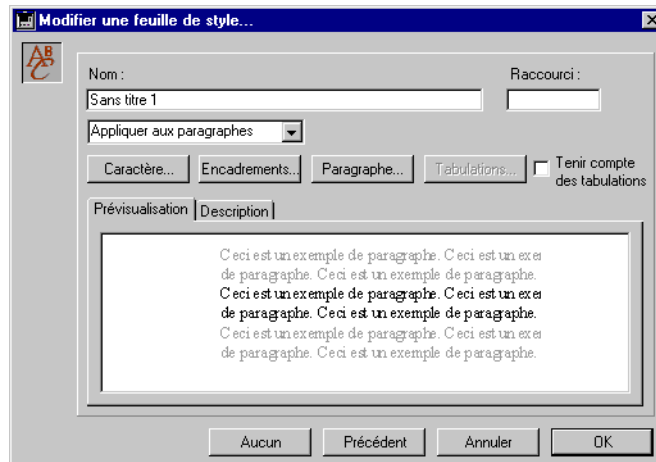 Modifier une feuille de style...
ABC
Nom :
Raccourci :
Sans titre 1
Appliquer aux paragraphes
Caractère...
Encadrements...
Paragraphe...
Tabulations...
Tenir compte
des tabulations
Prévisualisation
Description
Ceci est un exemple de paragraphe. Ceci est un exem
de paragraphe. Ceci est un exemple de paragraphe.
Ceci est un exemple de paragraphe. Ceci est un exem
de paragraphe. Ceci est un exemple de paragraphe.
Ceci est un exemple de paragraphe. Ceci est un exem
de paragraphe. Ceci est un exemple de paragraphe.
Aucun
Précédent
Annuler
OK